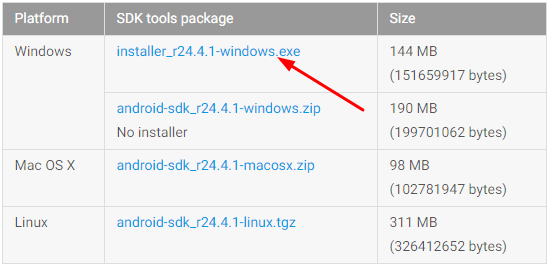 Platform SDK tools package Size
Windows installer_r24.4.1-windows.exe 144 MB
(151659917 bytes)
android-sdk_r24.4.1-windows.zip 190 MB
No installer (199701062 bytes)
Mac OS X android-sdk_r24.4.1-macosx.zip 98 MB
(102781947 bytes)
Linux android-sdk_r24.4.1-linux.tgz 311 MB
(326412652 bytes)